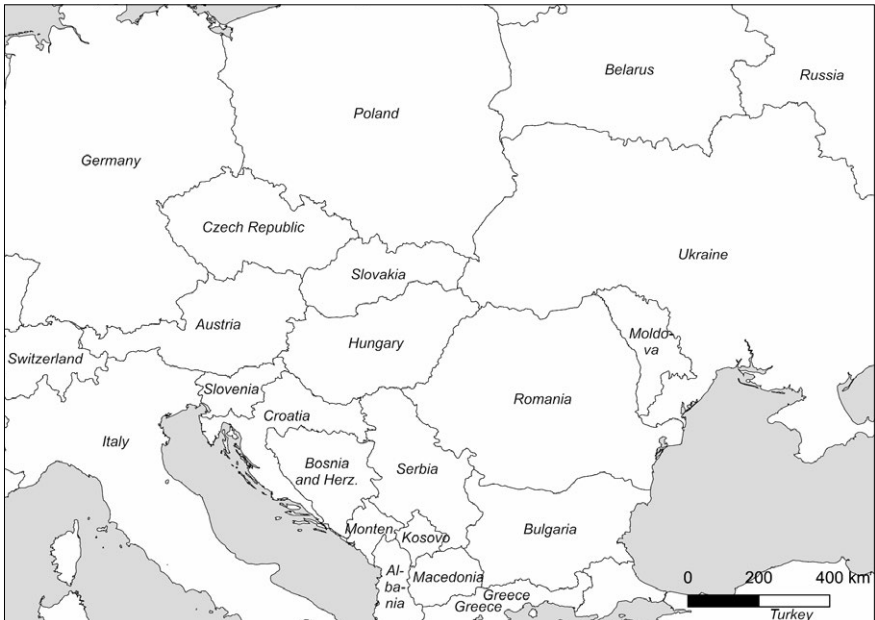 Belarus
Russia
Poland
Germany
Czech Republic
Ukraine
Slovakia
Austria
Moldo-
va
Hungary
Switzerland
Slovenia
Romania
Croatia
Italy
Bosnia
and Herz.
Serbia
Monten.
Kosovo
Bulgaria
Al-
ba-
nia
Macedonia
Greece
Greece
0 200 400 km
Turkey